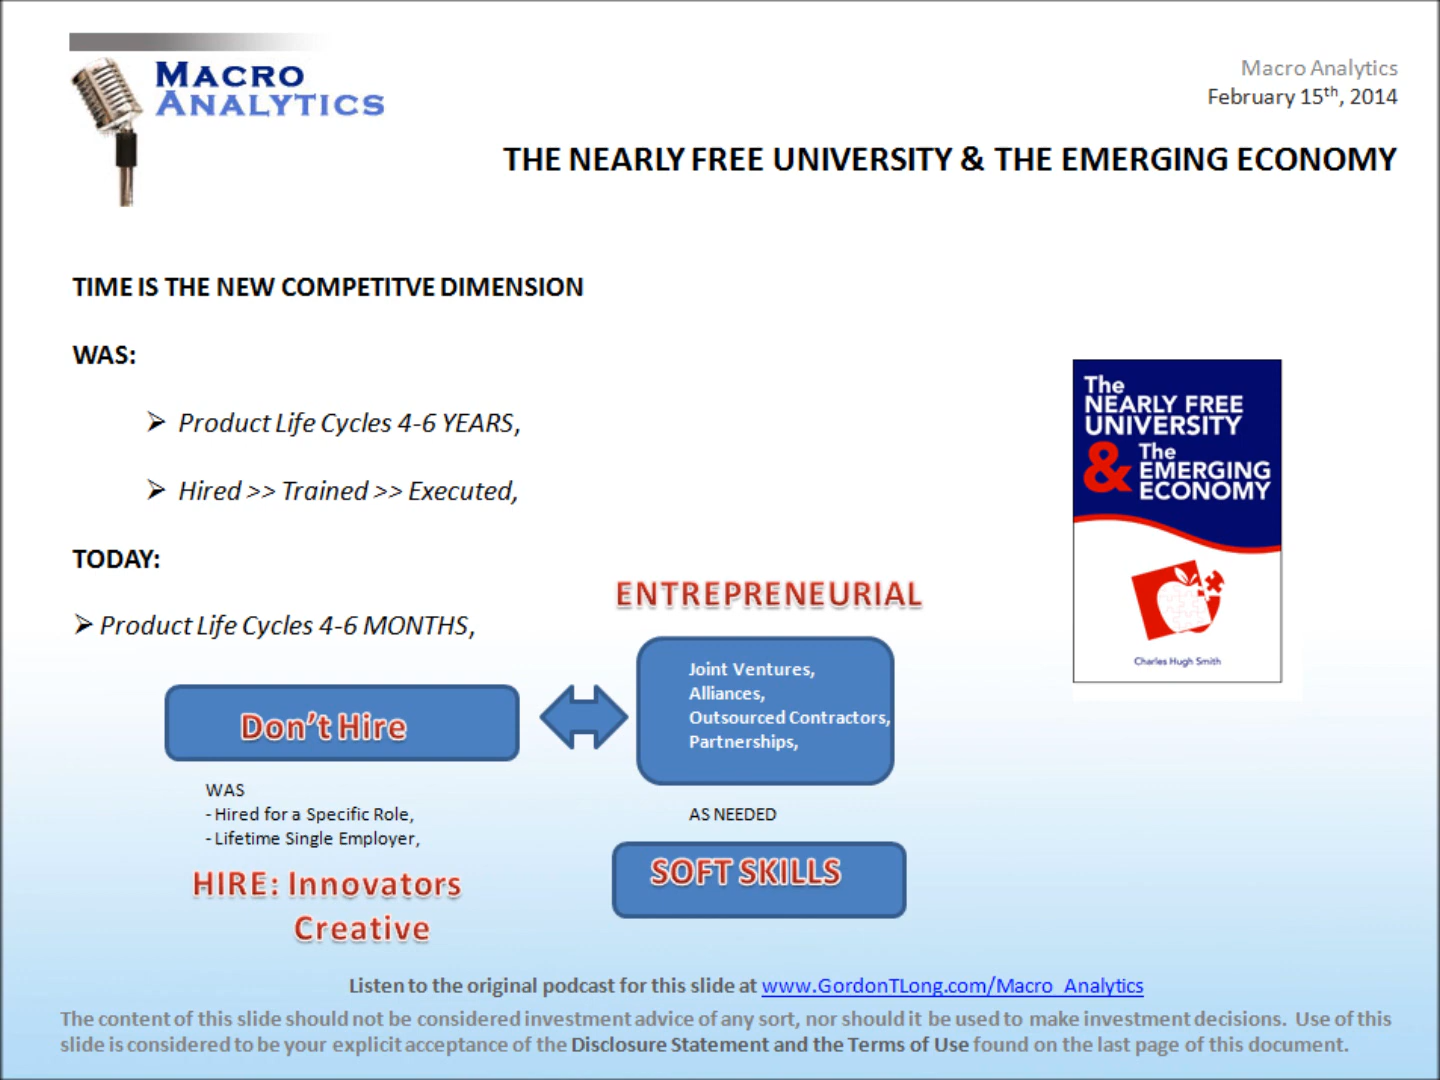 MACRO
ANALYTICS
Macro Analytics
February 15th, 2014
THE NEARLY FREE UNIVERSITY & THE EMERGING ECONOMY
TIME IS THE NEW COMPETITVE DIMENSION
WAS:
➢ Product Life Cycles 4-6 YEARS,
➢ Hired >> Trained >> Executed,
The
NEARLY FREE
UNIVERSITY
& The
EMERGING
ECONOMY
Charles Hugh Smith
TODAY:
➢ Product Life Cycles 4-6 MONTHS,
ENTREPRENEURIAL
Don't Hire
Joint Ventures,
Alliances,
Outsourced Contractors,
Partnerships,
WAS
- Hired for a Specific Role,
- Lifetime Single Employer,
AS NEEDED
HIRE: Innovators
Creative
SOFT SKILLS
Listen to the original podcast for this slide at www.GordonTLong.com/Macro_Analytics
The content of this slide should not be considered investment advice of any sort, nor should it be used to make investment decisions. Use of this
slide is considered to be your explicit acceptance of the Disclosure Statement and the Terms of Use found on the last page of this document.